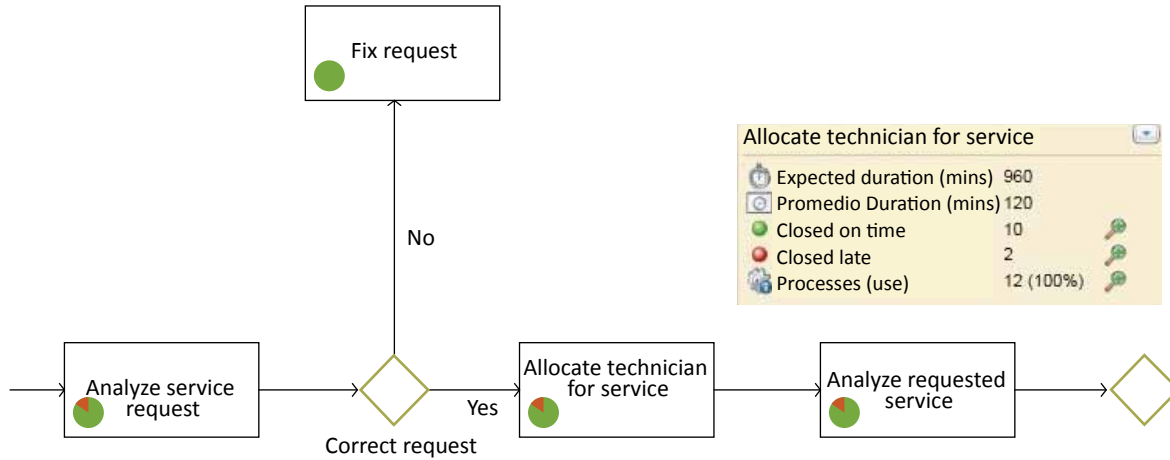 Fix request
Allocate technician for service
Expected duration (mins) 960
Promedio Duration (mins) 120
Closed on time 10
Closed late 2
Processes (use) 12 (100%)
No
Analyze service
request
Correct request
Yes
Allocate technician
for service
Analyze requested
service